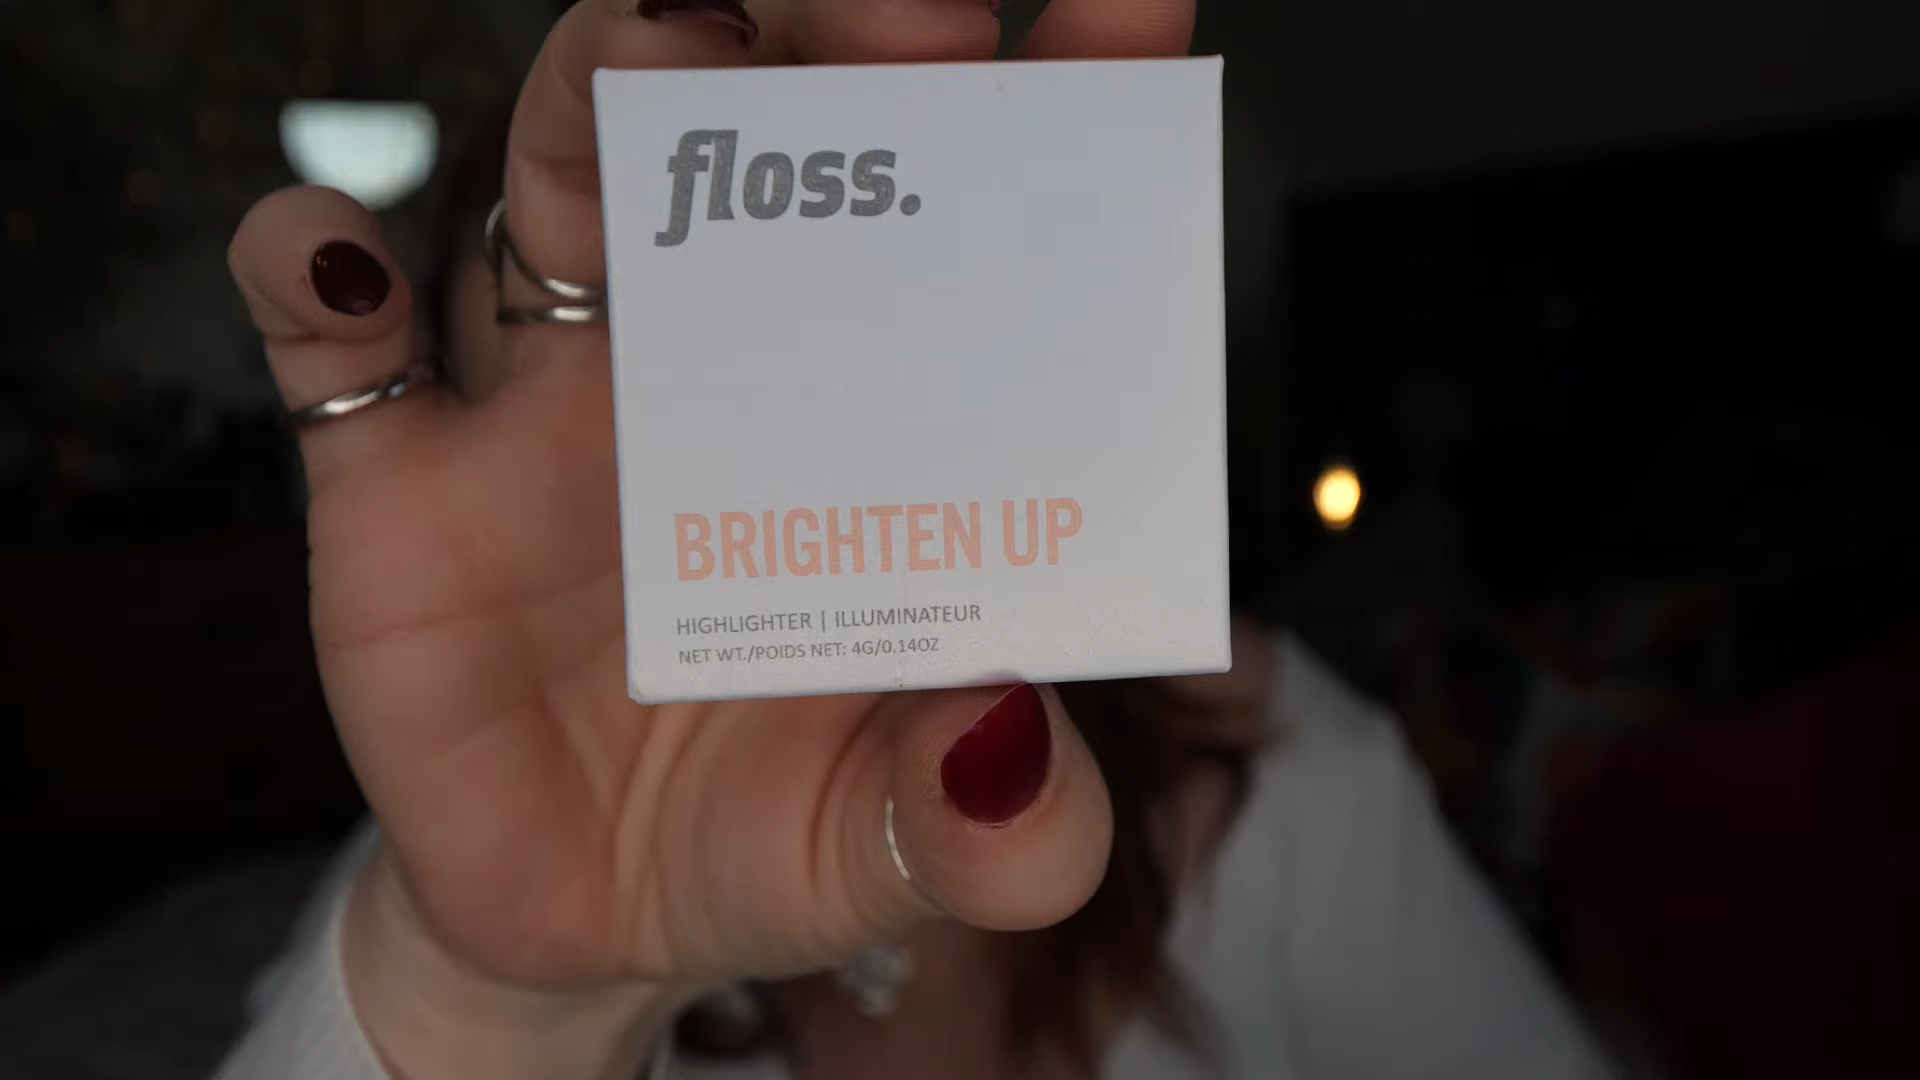 floss.
BRIGHTEN UP
HIGHLIGHTER | ILLUMINATEUR
NET WT./POIDS NET: 4G/0.14OZ